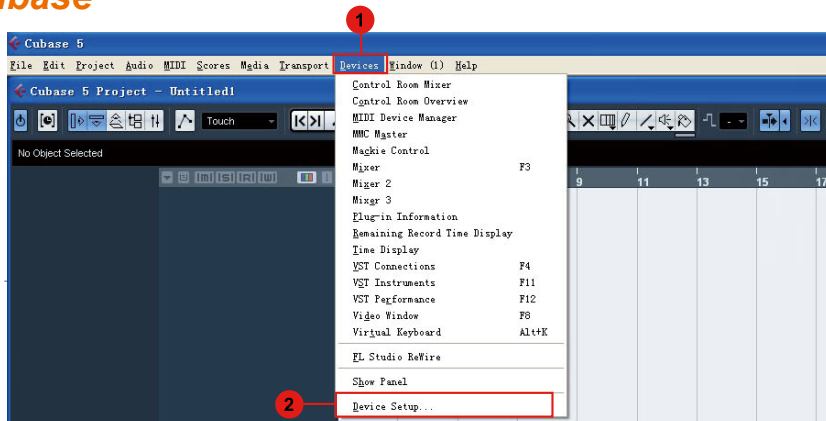 base
1
Cubase 5
File Edit Project Audio MIDI Scores Media Transport Devices Window (1) Help
Cubase 5 Project - Untitled1
Touch
No Object Selected
9 11 13 15 17
Control Room Mixer
Control Room Overview
MIDI Device Manager
MMC Master
Mackie Control
Mixer F3
Mixer 2
Mixer 3
Plug-in Information
Remaining Record Time Display
Time Display
VST Connections F4
VST Instruments F11
VST Performance F12
Video Window F8
Virtual Keyboard Alt+K
FL Studio ReWire
Show Panel
2
Device Setup...